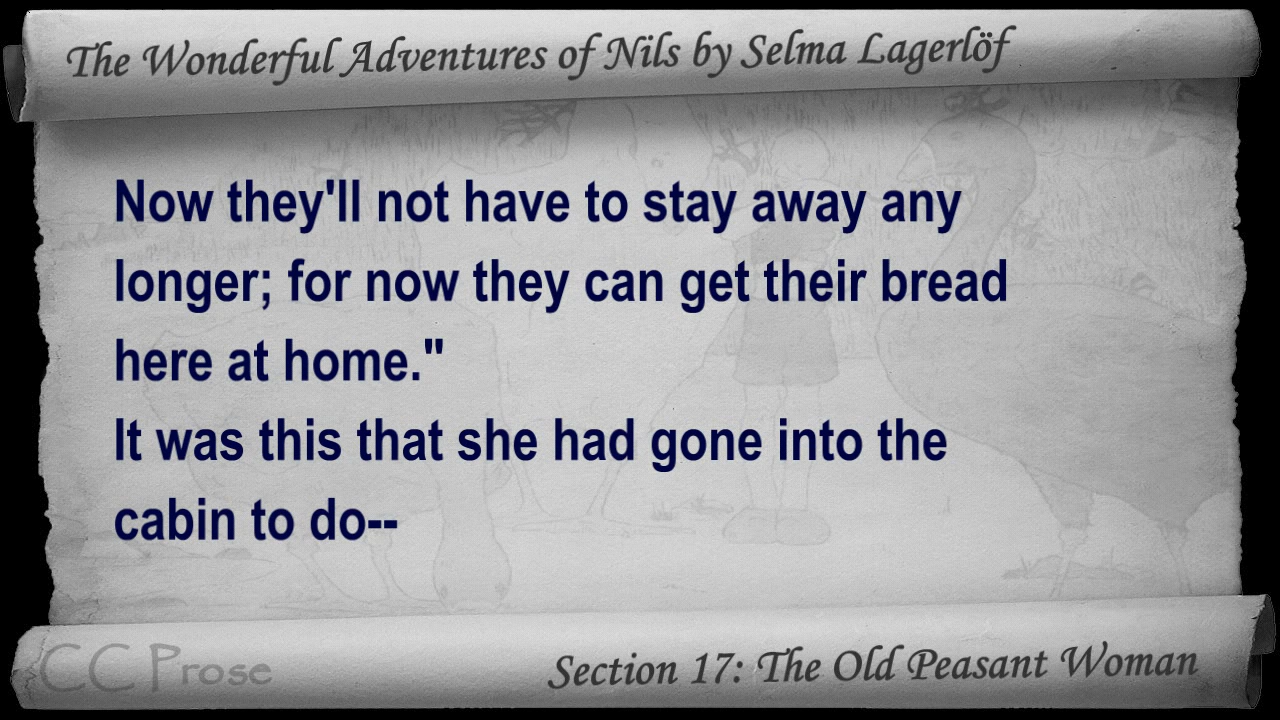 The Wonderful Adventures of Nils by Selma Lagerlöf
Now they'll not have to stay away any
longer; for now they can get their bread
here at home."
It was this that she had gone into the
cabin to do--
CC Prose
Section 17: The Old Peasant Woman